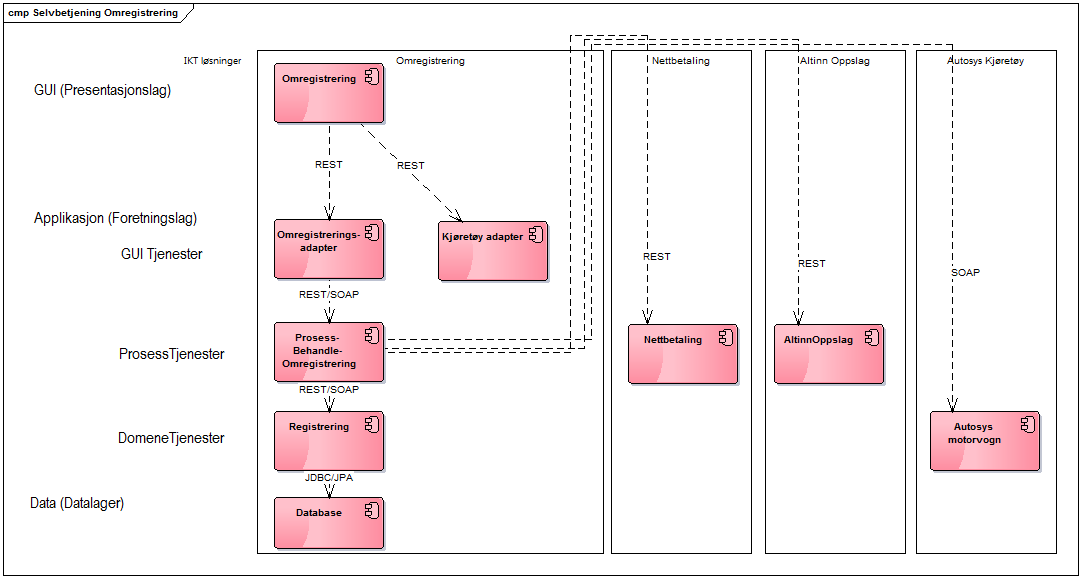 cmp Selvbetjening Omregistrering
IKT løsninger
Omregistrering
Nettbetaling
Altinn Oppslag
Autosys Kjøretøy
GUI (Presentasjonslag)
Omregistrering
REST
REST
Applikasjon (Foretningslag)
GUI Tjenester
Omregistrerings-
adapter
Kjøretøy adapter
REST
REST
SOAP
REST/SOAP
ProsessTjenester
Prosess-
Behandle-
Omregistrering
Nettbetaling
AltinnOppslag
REST/SOAP
DomeneTjenester
Registrering
Autosys
motorvogn
JDBC/JPA
Data (Datalager)
Database